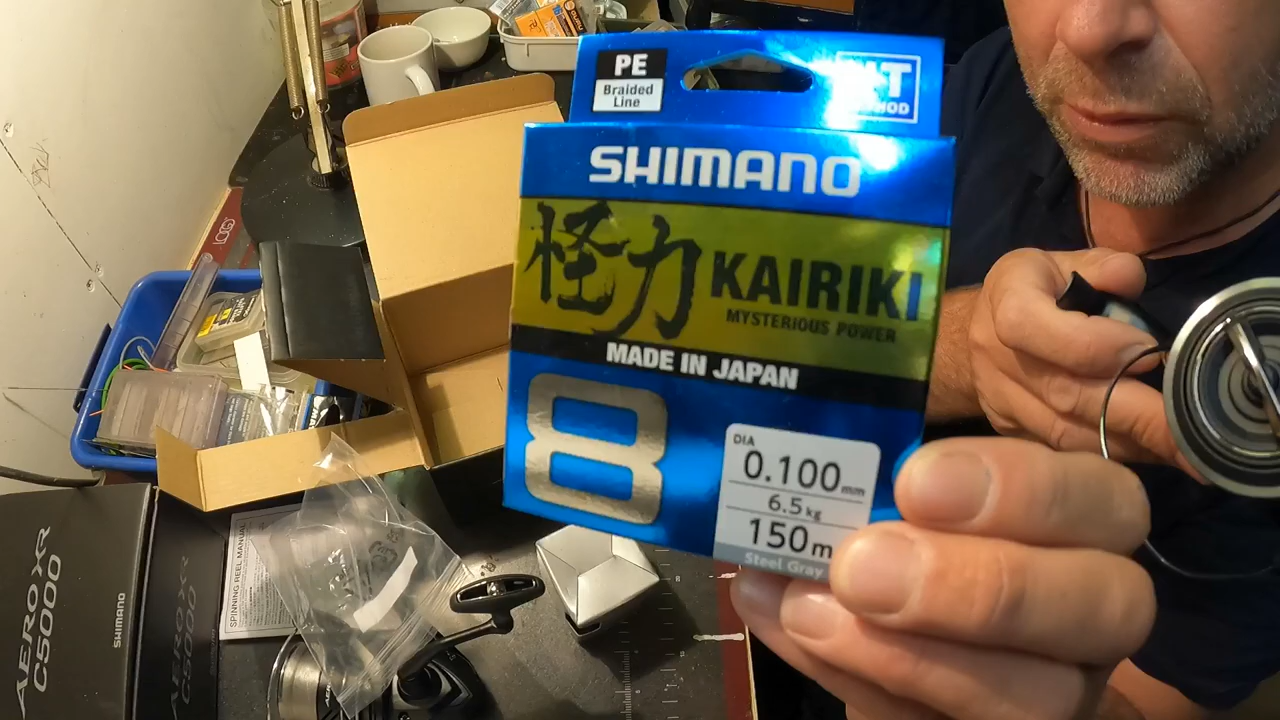 PE
Braided
Line
SHIMANO
怪力 KAIRIKI
MYSTERIOUS POWER
MADE IN JAPAN
8
DIA
0.100mm
6.5kg
150m
Steel Gray
AERO XR
C5000
SHIMANO
AERO XR
C5000
SPINNING REEL MANUAL